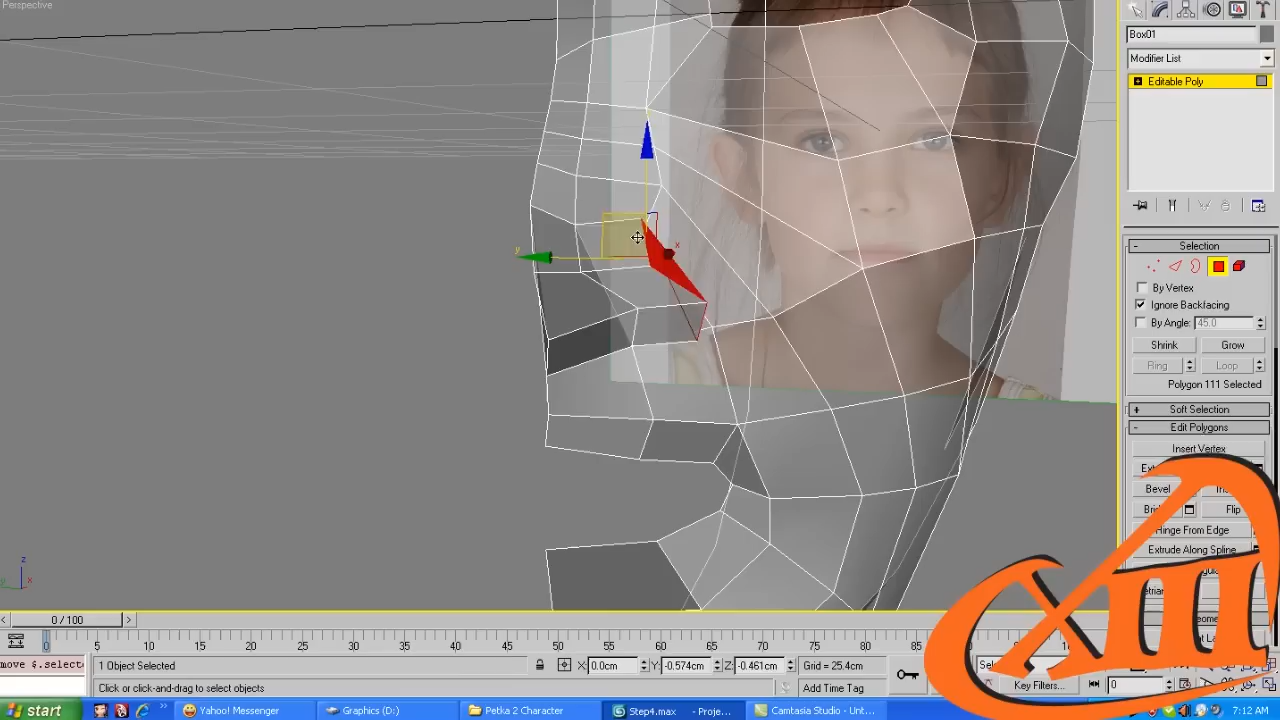 Perspective
Box01
Modifier List
Editable Poly
y
x
- Selection
By Vertex
Ignore Backfacing
By Angle: 45.0
Shrink Grow
Ring Loop
Polygon 111 Selected
+ Soft Selection
- Edit Polygons
Insert Vertex
Bevel
Flip
Hinge From Edge
Extrude Along Spline
XIII
z
y x
< 0 / 100 >
0 5 10 15 20 25 30 35 40 45 50 55 60 65 70 75 80
move $.select
1 Object Selected X: 0.0cm Y: -0.574cm Z: -0.461cm Grid = 25.4cm
Click or click-and-drag to select objects Add Time Tag Key Filters... 0
start Yahoo! Messenger Graphics (D:) Petka 2 Character Step4.max - Proje... Camtasia Studio - Unt... 7:12 AM